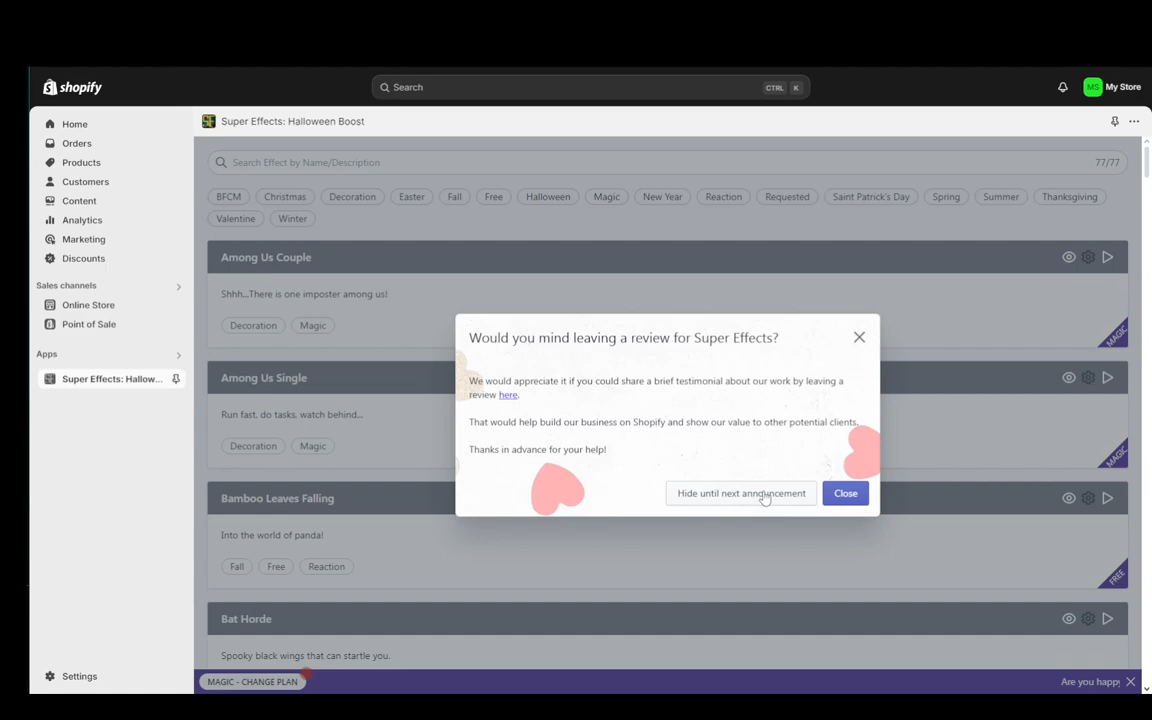 shopify
Search
CTRL K
MS My Store
Home
Orders
Products
Customers
Content
Analytics
Marketing
Discounts
Sales channels
Online Store
Point of Sale
Apps
Super Effects: Hallow...
Settings
Super Effects: Halloween Boost
Search Effect by Name/Description 77/77
BFCM Christmas Decoration Easter Fall Free Halloween Magic New Year Reaction Requested Saint Patrick's Day Spring Summer Thanksgiving
Valentine Winter
Among Us Couple
Shhh...There is one imposter among us!
Decoration Magic
MAGIC
Among Us Single
Run fast, do tasks, watch behind...
Decoration Magic
MAGIC
Bamboo Leaves Falling
Into the world of panda!
Fall Free Reaction
FREE
Bat Horde
Spooky black wings that can startle you.
Would you mind leaving a review for Super Effects?
We would appreciate it if you could share a brief testimonial about our work by leaving a
review here.
That would help build our business on Shopify and show our value to other potential clients.
Thanks in advance for your help!
Hide until next announcement Close
MAGIC - CHANGE PLAN Are you happy